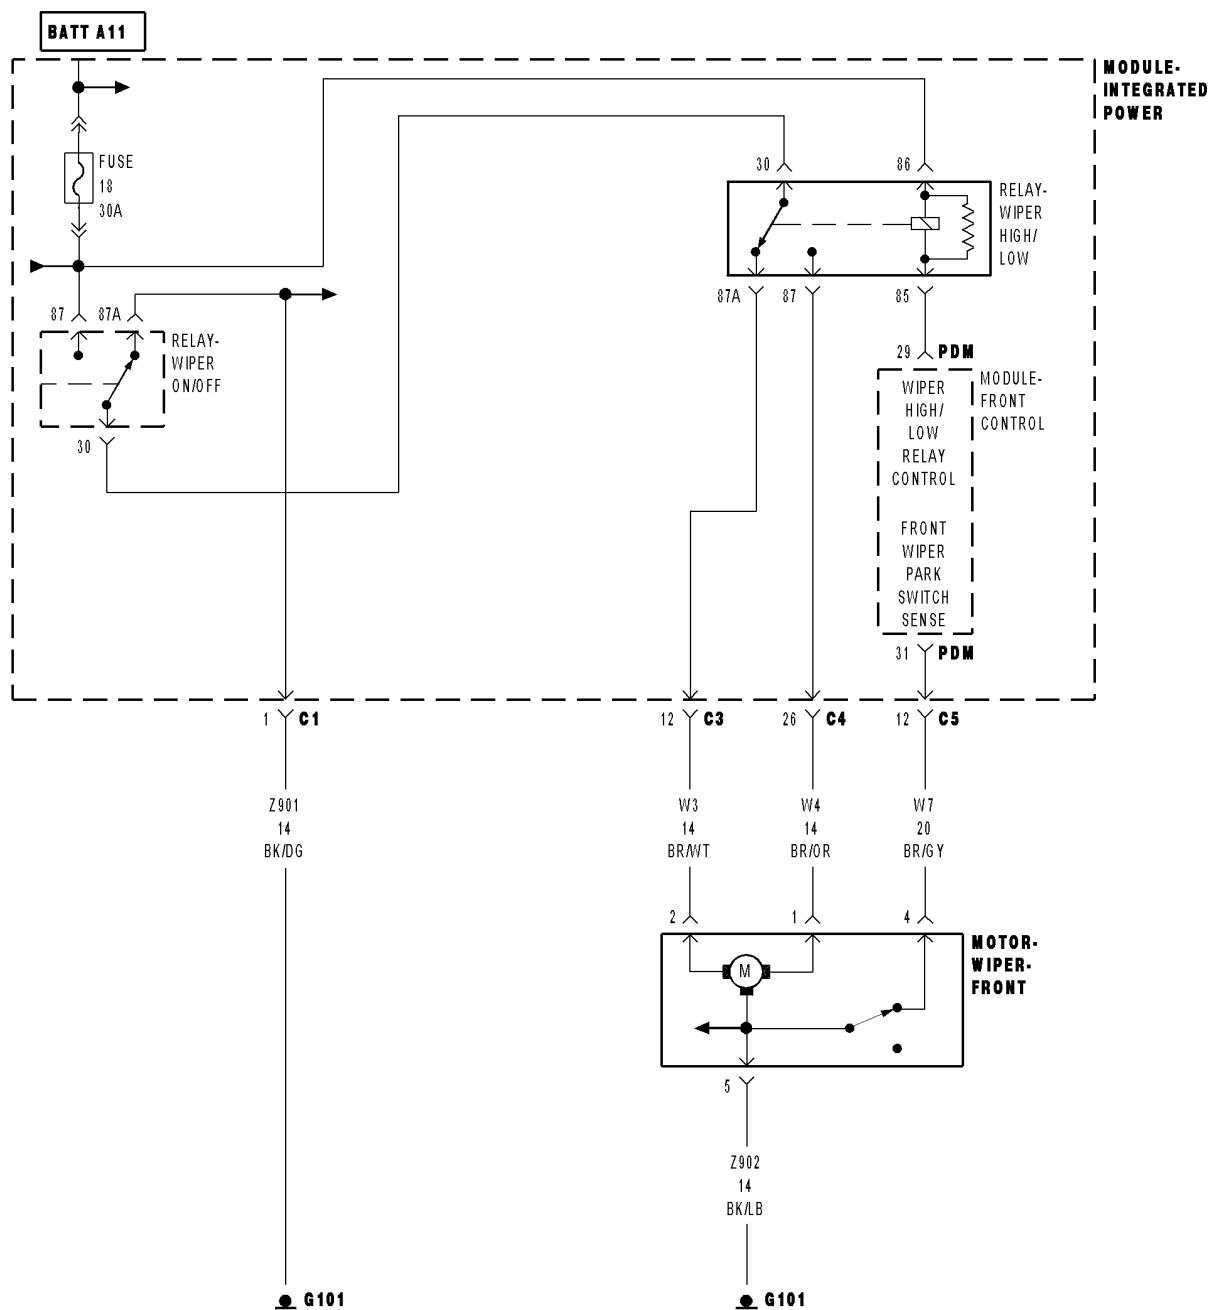 BATT A11
MODULE-
INTEGRATED
POWER
FUSE
18
30A
30
86
RELAY-
WIPER
HIGH/
LOW
87A
87
85
87
87A
RELAY-
WIPER
ON/OFF
30
29
PDM
WIPER
HIGH/
LOW
RELAY
CONTROL
FRONT
WIPER
PARK
SWITCH
SENSE
MODULE-
FRONT
CONTROL
31
PDM
1
C1
12
C3
26
C4
12
C5
Z901
14
BK/DG
W3
14
BR/WT
W4
14
BR/OR
W7
20
BR/GY
2
1
4
M
MOTOR-
WIPER-
FRONT
5
Z902
14
BK/LB
G101
G101